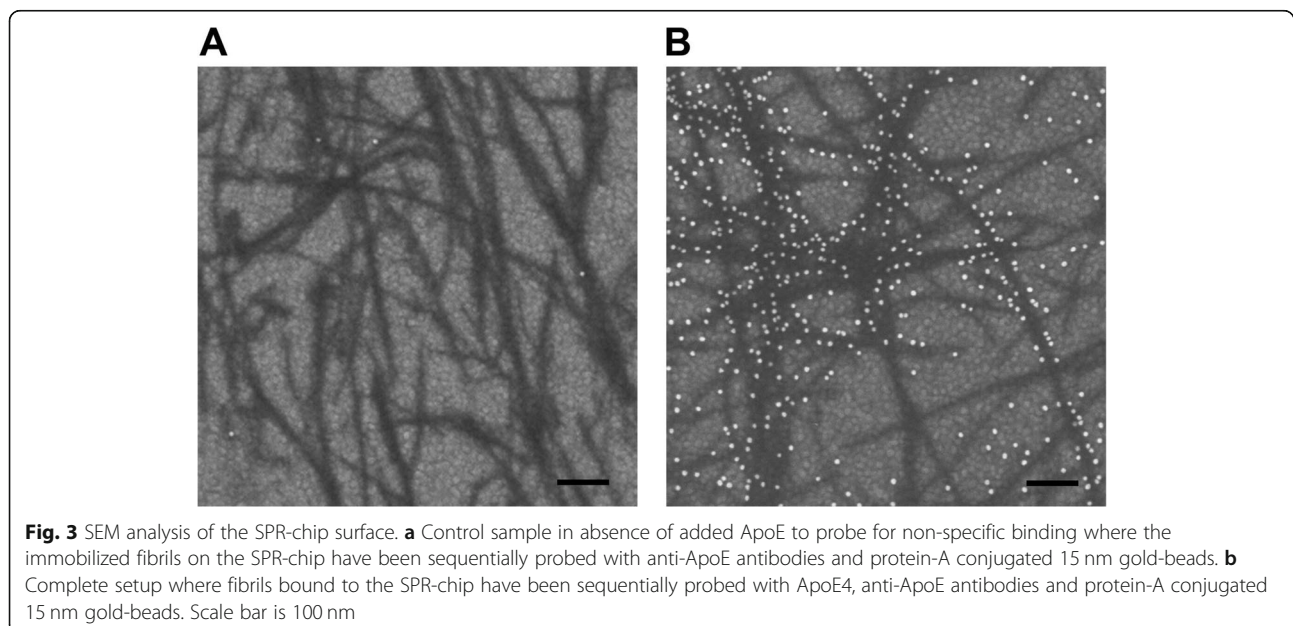 A
B
Fig. 3 SEM analysis of the SPR-chip surface. a Control sample in absence of added ApoE to probe for non-specific binding where the
immobilized fibrils on the SPR-chip have been sequentially probed with anti-ApoE antibodies and protein-A conjugated 15 nm gold-beads. b
Complete setup where fibrils bound to the SPR-chip have been sequentially probed with ApoE4, anti-ApoE antibodies and protein-A conjugated
15 nm gold-beads. Scale bar is 100 nm